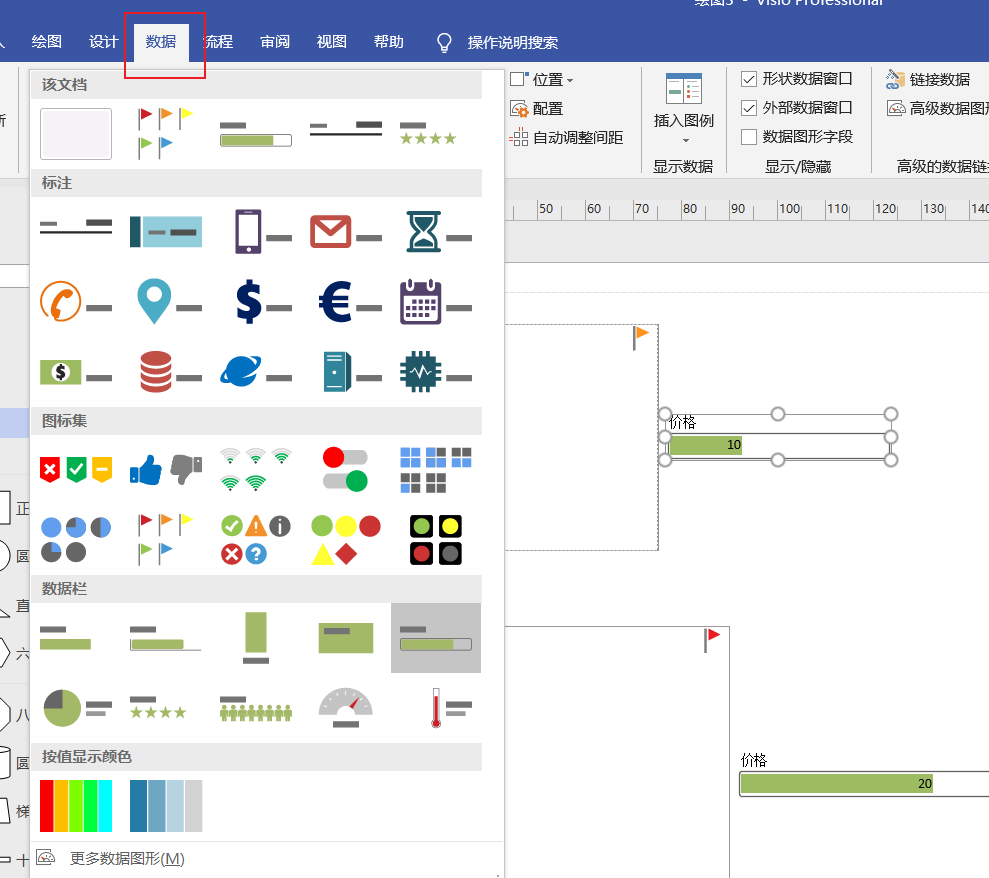 绘图3 - Visio Professional
绘图 设计 数据 流程 审阅 视图 帮助 操作说明搜索
该文档
标注
图标集
数据栏
按值显示颜色
更多数据图形(M)
位置
配置
自动调整间距
插入图例
显示数据
形状数据窗口
外部数据窗口
数据图形字段
显示/隐藏
链接数据
高级数据图形
高级的数据链接
50 60 70 80 90 100 110 120 130 140
价格
10
价格
20
正
圆
直
六
八
圆
梯
十